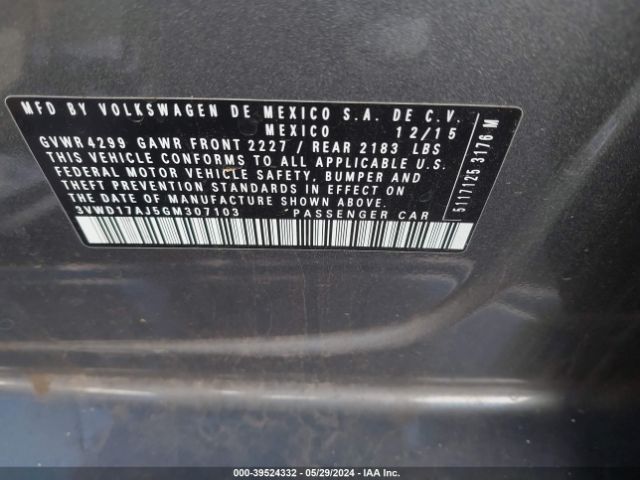 MFD BY VOLKSWAGEN DE MEXICO S.A. DE C.V.
MEXICO 12/15
GVWR 4299 GAWR FRONT 2227 / REAR 2183 LBS
THIS VEHICLE CONFORMS TO ALL APPLICABLE U.S.
FEDERAL MOTOR VEHICLE SAFETY, BUMPER AND
THEFT PREVENTION STANDARDS IN EFFECT ON
THE DATE OF MANUFACTURE SHOWN ABOVE.
3VWD17AJ5GM307103 PASSENGER CAR
5117125 3176 M
000-39524332 - 05/29/2024 - IAA Inc.